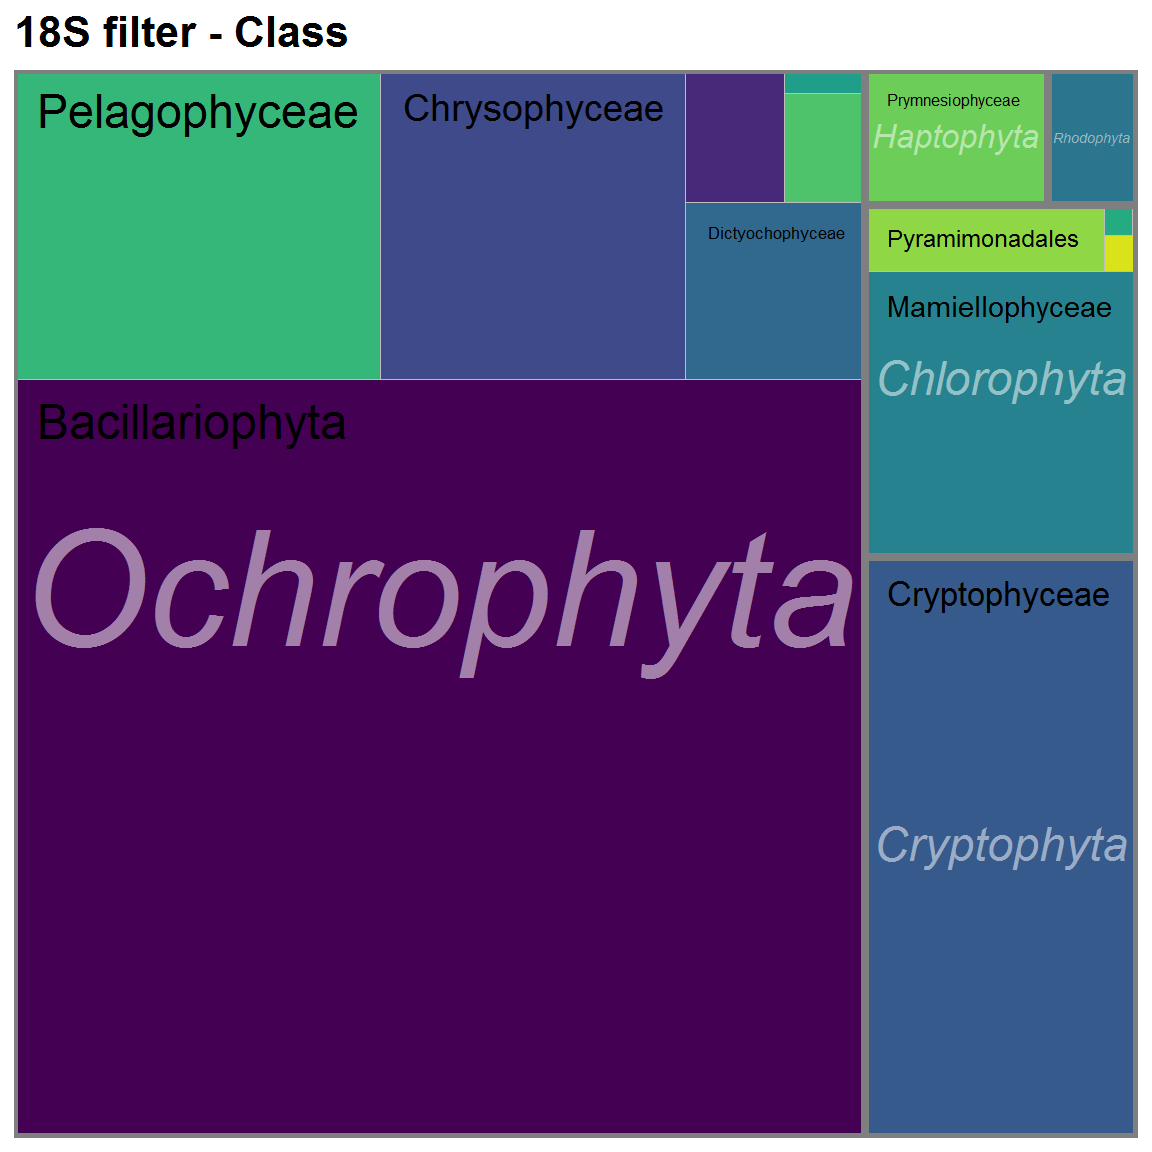 18S filter - Class
Pelagophyceae
Chrysophyceae
Dictyochophyceae
Bacillariophyta
Ochrophyta
Prymnesiophyceae
Haptophyta
Rhodophyta
Pyramimonadales
Mamiellophyceae
Chlorophyta
Cryptophyceae
Cryptophyta